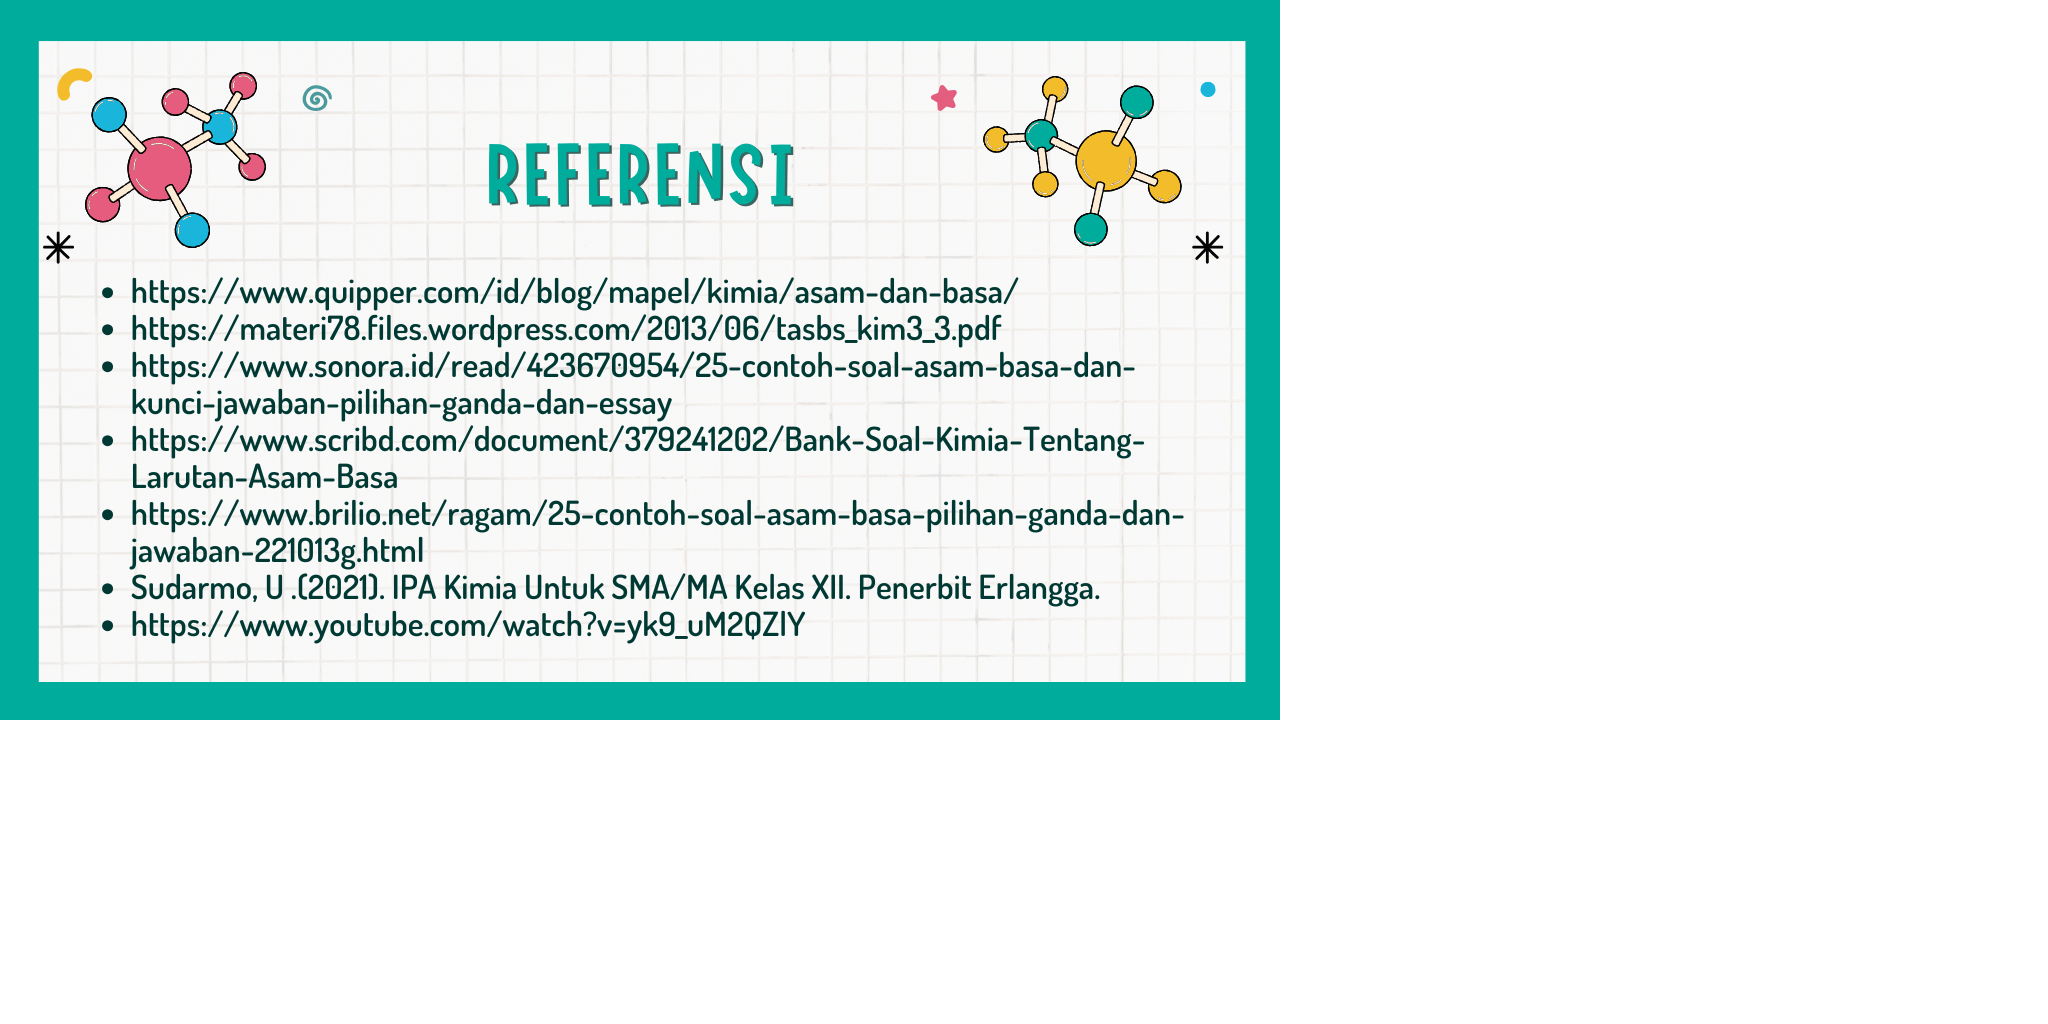 REFERENSI
• https://www.quipper.com/id/blog/mapel/kimia/asam-dan-basa/
• https://materi78.files.wordpress.com/2013/06/tasbs_kim3_3.pdf
• https://www.sonora.id/read/423670954/25-contoh-soal-asam-basa-dan-
kunci-jawaban-pilihan-ganda-dan-essay
• https://www.scribd.com/document/379241202/Bank-Soal-Kimia-Tentang-
Larutan-Asam-Basa
• https://www.brilio.net/ragam/25-contoh-soal-asam-basa-pilihan-ganda-dan-
jawaban-221013g.html
• Sudarmo, U .(2021). IPA Kimia Untuk SMA/MA Kelas XII. Penerbit Erlangga.
• https://www.youtube.com/watch?v=yk9_uM2QZIY